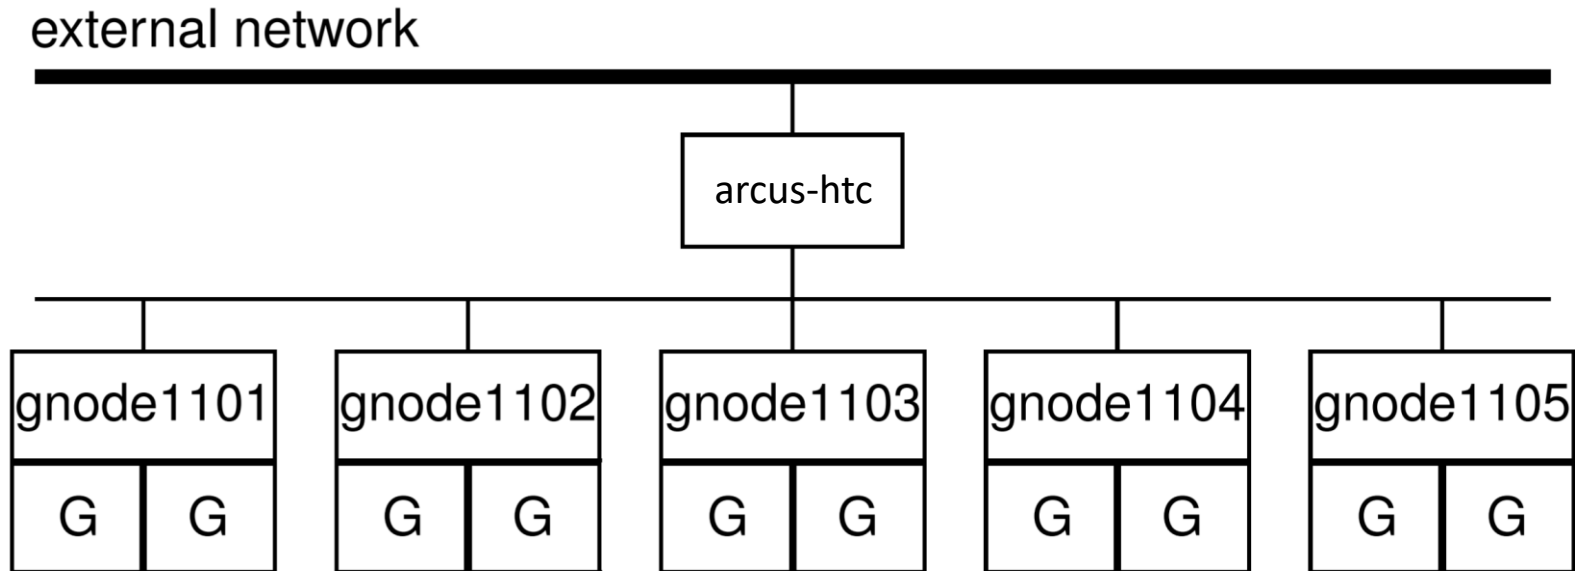 external network
arcus-htc
gnode1101 gnode1102 gnode1103 gnode1104 gnode1105
G G G G G G G G G G